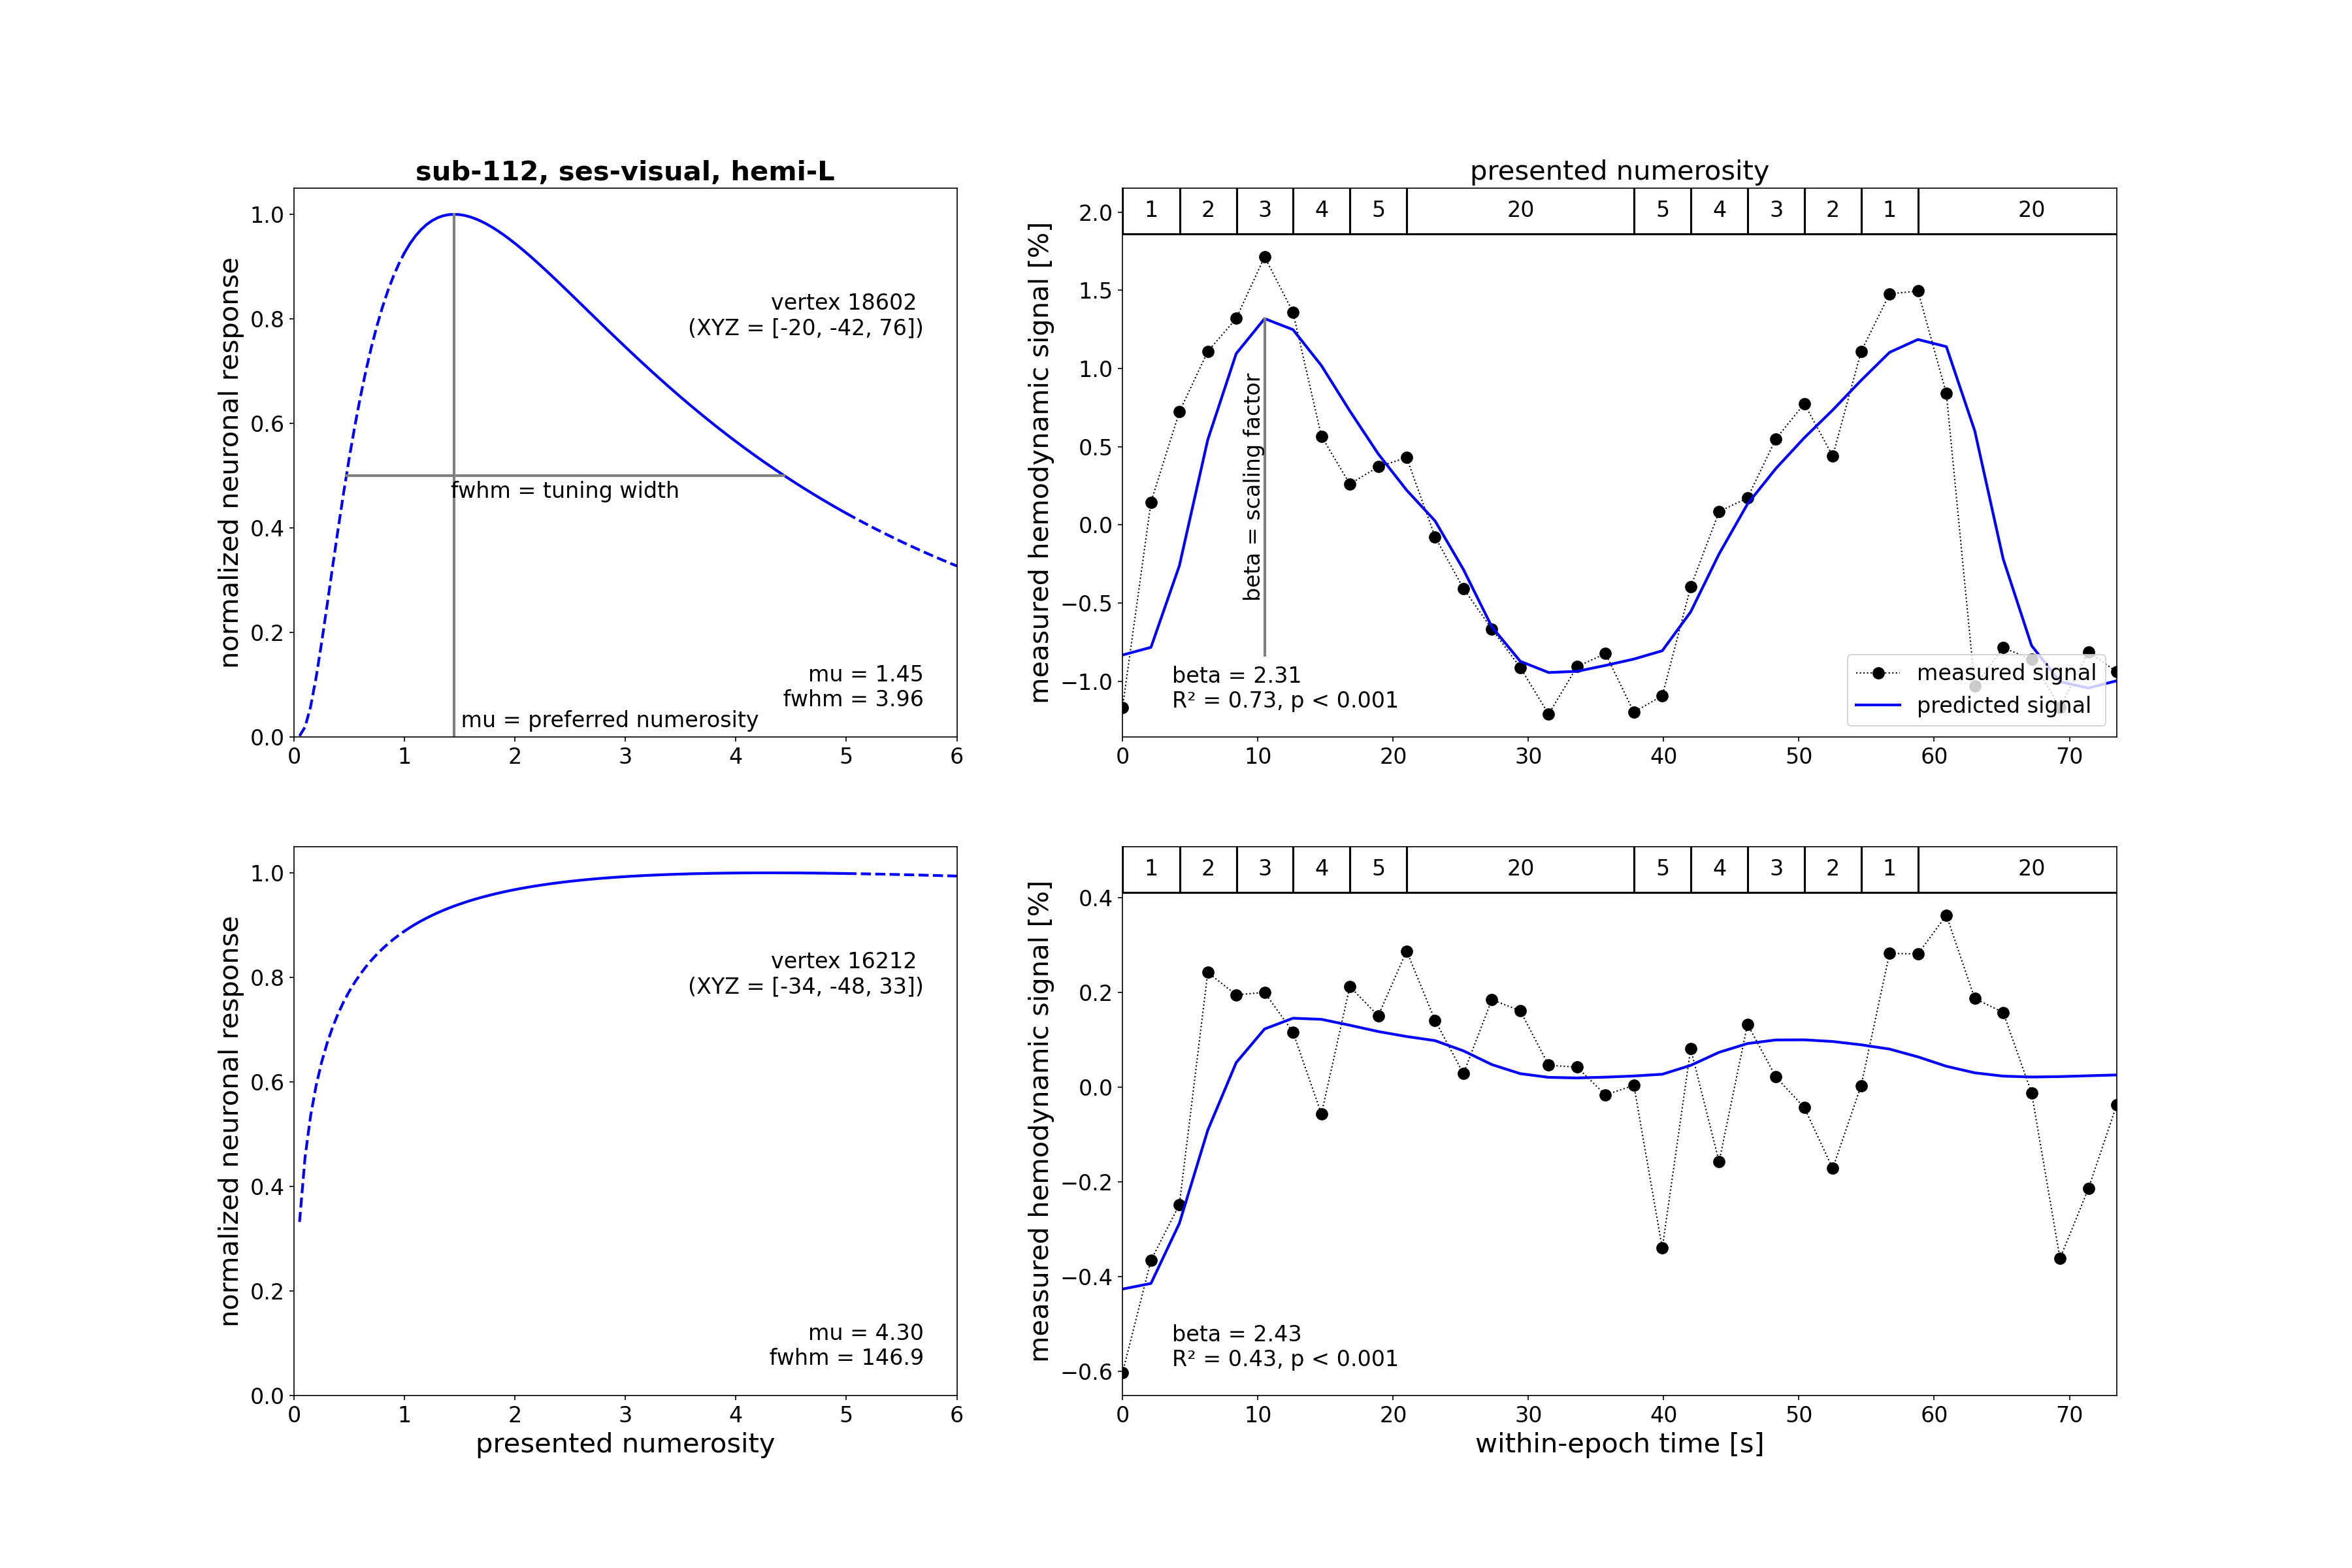 sub-112, ses-visual, hemi-L
normalized neuronal response
1.0
0.8
0.6
0.4
0.2
0.0
0 1 2 3 4 5 6
vertex 18602
(XYZ = [-20, -42, 76])
fwhm = tuning width
mu = 1.45
fwhm = 3.96
mu = preferred numerosity
presented numerosity
1 2 3 4 5 20 5 4 3 2 1 20
measured hemodynamic signal [%]
2.0
1.5
1.0
0.5
0.0
−0.5
−1.0
0 10 20 30 40 50 60 70
beta = scaling factor
beta = 2.31
R² = 0.73, p < 0.001
measured signal
predicted signal
normalized neuronal response
1.0
0.8
0.6
0.4
0.2
0.0
0 1 2 3 4 5 6
vertex 16212
(XYZ = [-34, -48, 33])
mu = 4.30
fwhm = 146.9
presented numerosity
1 2 3 4 5 20 5 4 3 2 1 20
measured hemodynamic signal [%]
0.4
0.2
0.0
−0.2
−0.4
−0.6
0 10 20 30 40 50 60 70
beta = 2.43
R² = 0.43, p < 0.001
within-epoch time [s]